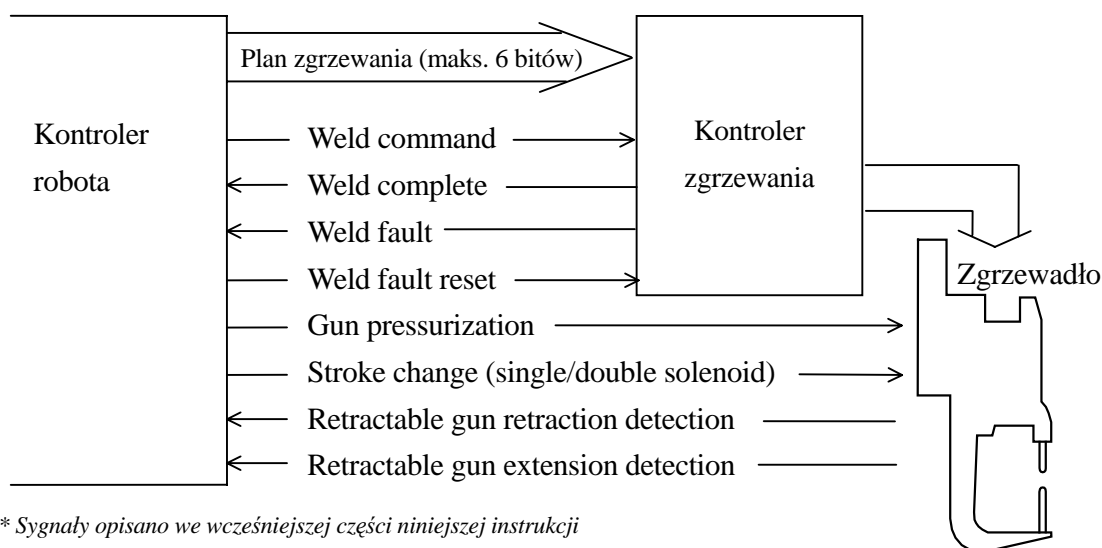 Plan zgrzewania (maks. 6 bitów)
Kontroler
robota
Kontroler
zgrzewania
Weld command
Weld complete
Weld fault
Weld fault reset
Zgrzewadło
Gun pressurization
Stroke change (single/double solenoid)
Retractable gun retraction detection
Retractable gun extension detection
* Sygnały opisano we wcześniejszej części niniejszej instrukcji